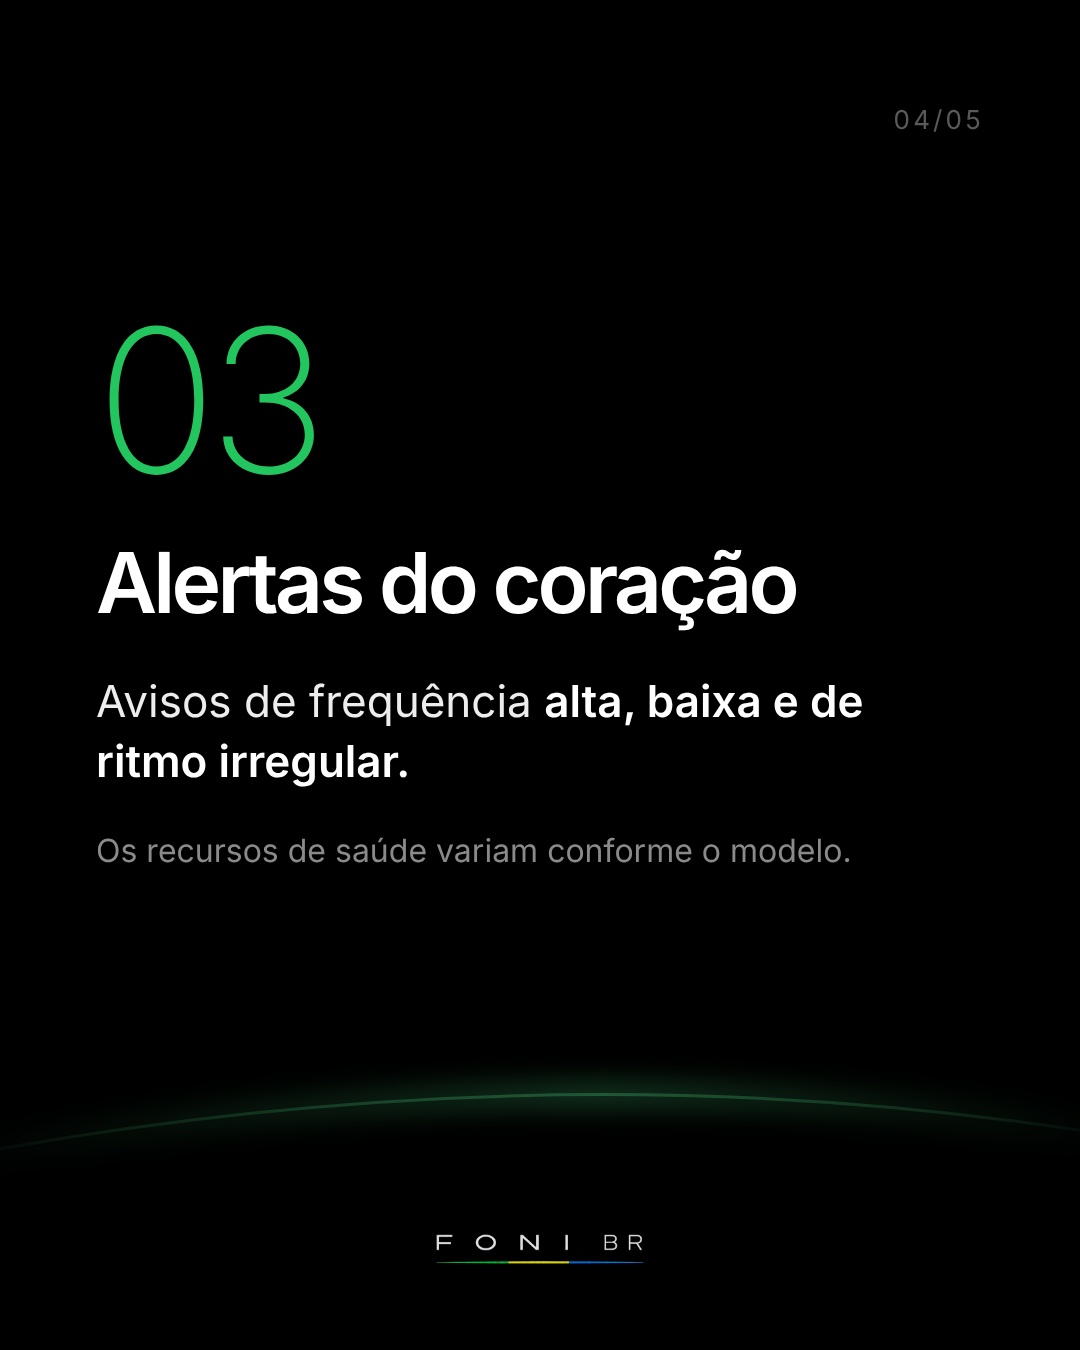 04/05
03
Alertas do coração
Avisos de frequência alta, baixa e de
ritmo irregular.
Os recursos de saúde variam conforme o modelo.
FONI BR